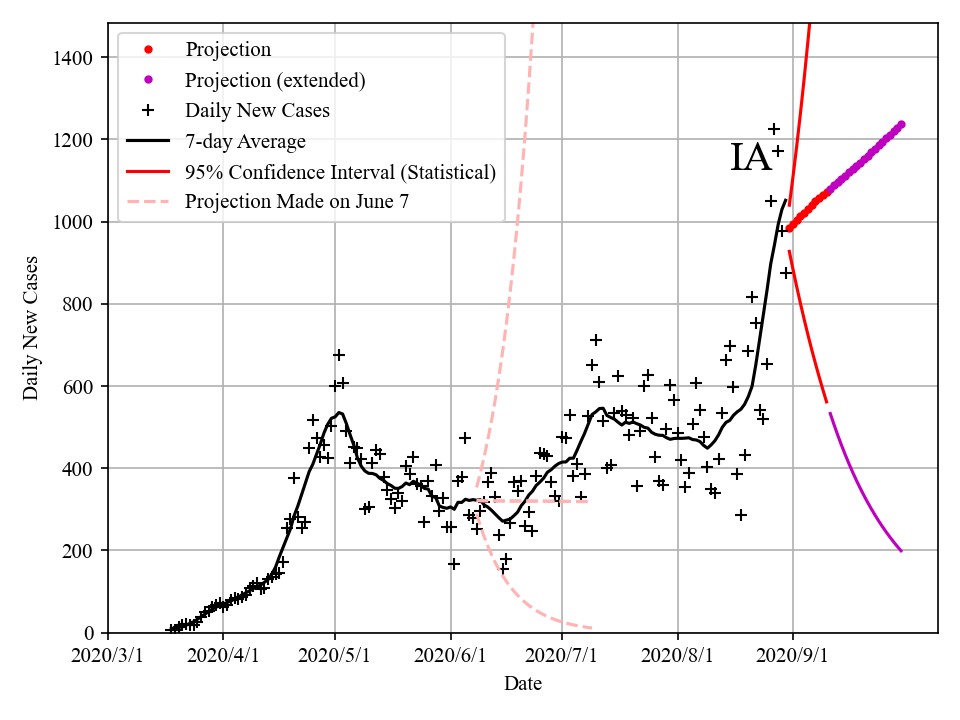 1400
1200
1000
800
600
400
200
0
Daily New Cases
Projection
Projection (extended)
Daily New Cases
7-day Average
95% Confidence Interval (Statistical)
Projection Made on June 7
IA
2020/3/1 2020/4/1 2020/5/1 2020/6/1 2020/7/1 2020/8/1 2020/9/1
Date